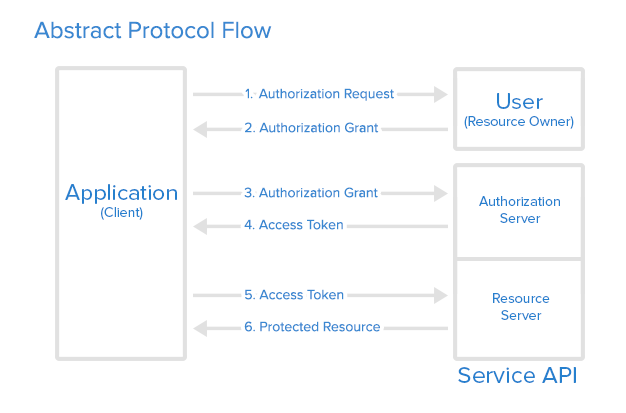 Abstract Protocol Flow
1. Authorization Request
User
(Resource Owner)
2. Authorization Grant
Application
(Client)
3. Authorization Grant
Authorization
Server
4. Access Token
5. Access Token
Resource
Server
6. Protected Resource
Service API